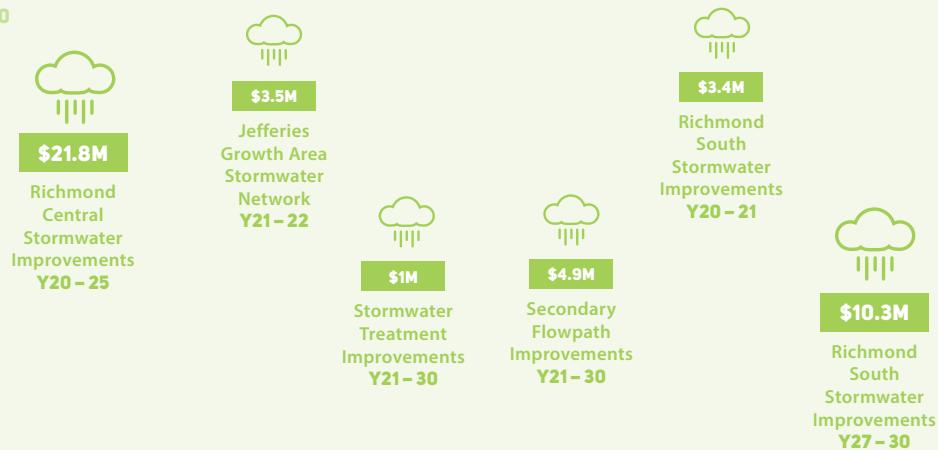 $21.8M
Richmond
Central
Stormwater
Improvements
Y20 – 25
$3.5M
Jefferies
Growth Area
Stormwater
Network
Y21 – 22
$1M
Stormwater
Treatment
Improvements
Y21 – 30
$4.9M
Secondary
Flowpath
Improvements
Y21 – 30
$3.4M
Richmond
South
Stormwater
Improvements
Y20 – 21
$10.3M
Richmond
South
Stormwater
Improvements
Y27 – 30